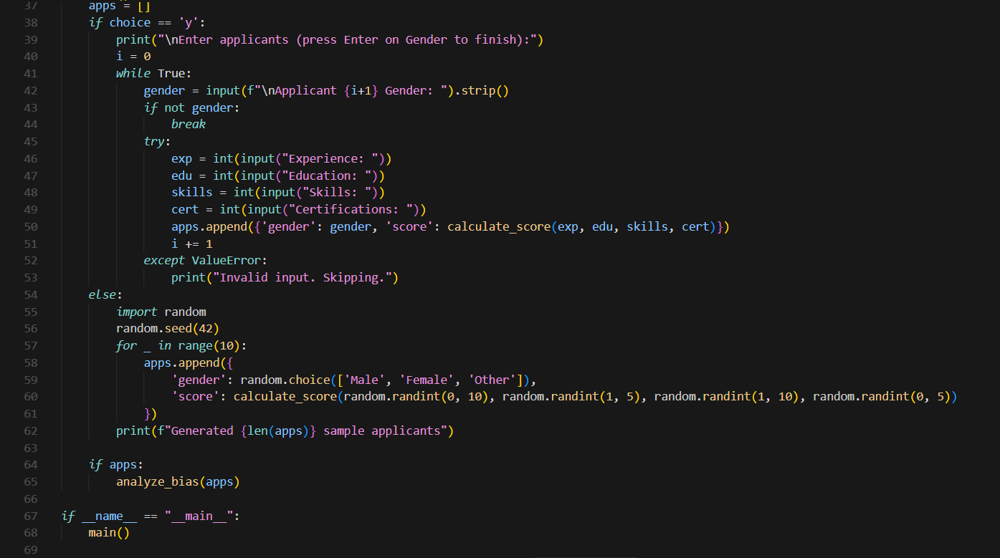 37 apps = []
38 if choice == 'y':
39 print("\nEnter applicants (press Enter on Gender to finish):")
40 i = 0
41 while True:
42 gender = input(f"\nApplicant {i+1} Gender: ").strip()
43 if not gender:
44 break
45 try:
46 exp = int(input("Experience: "))
47 edu = int(input("Education: "))
48 skills = int(input("Skills: "))
49 cert = int(input("Certifications: "))
50 apps.append({'gender': gender, 'score': calculate_score(exp, edu, skills, cert)})
51 i += 1
52 except ValueError:
53 print("Invalid input. Skipping.")
54 else:
55 import random
56 random.seed(42)
57 for _ in range(10):
58 apps.append({
59 'gender': random.choice(['Male', 'Female', 'Other']),
60 'score': calculate_score(random.randint(0, 10), random.randint(1, 5), random.randint(1, 10), random.randint(0, 5))
61 })
62 print(f"Generated {len(apps)} sample applicants")
63
64 if apps:
65 analyze_bias(apps)
66
67 if __name__ == "__main__":
68 main()
69